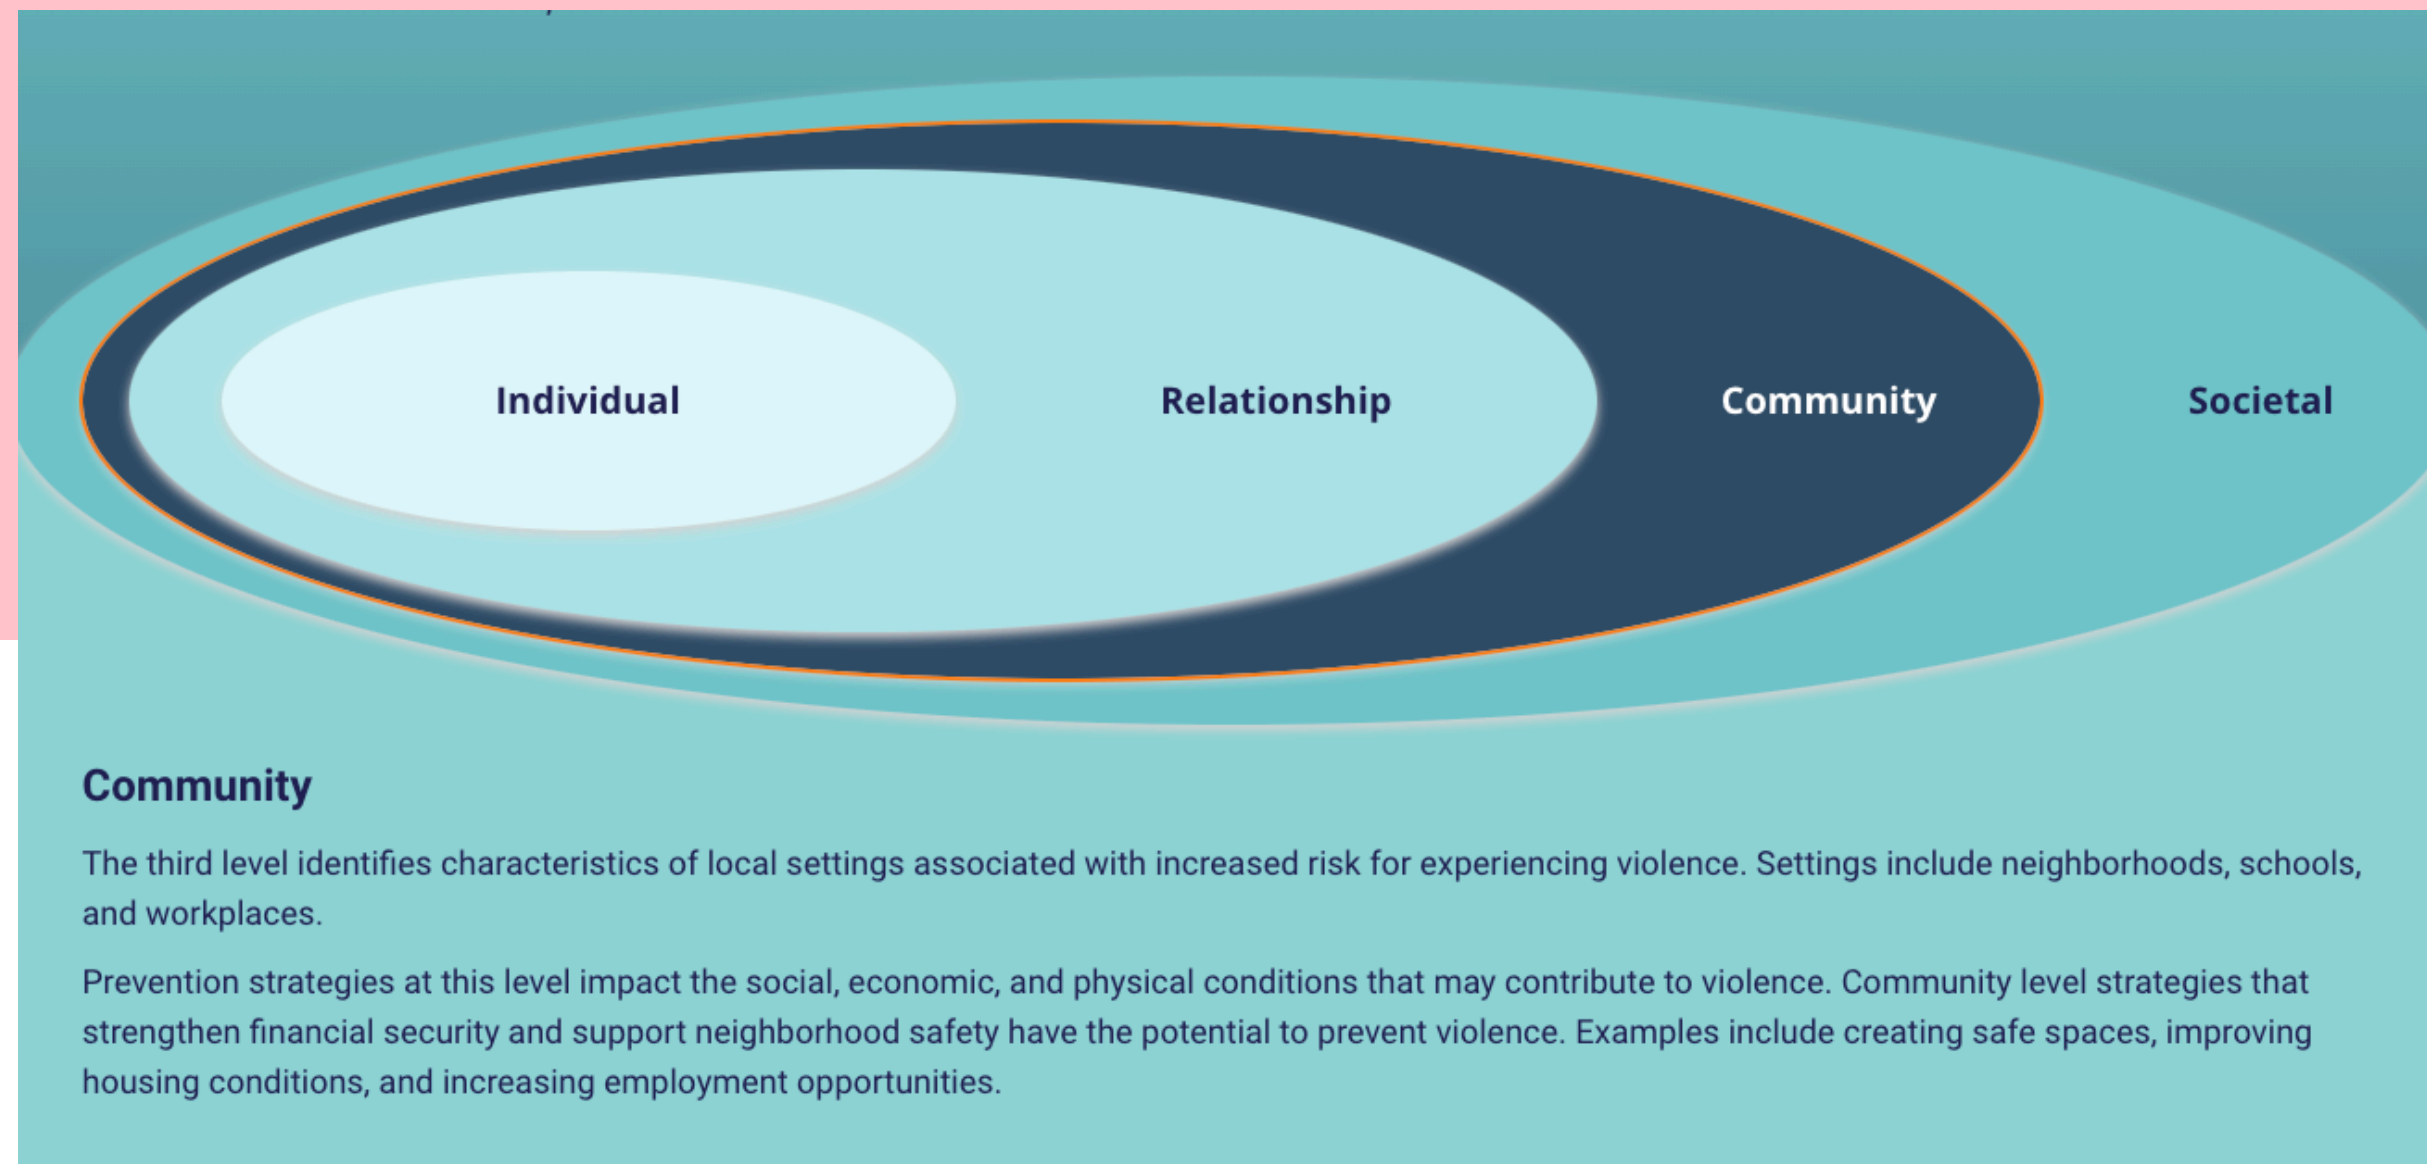 Individual
Relationship
Community
Societal
Community
The third level identifies characteristics of local settings associated with increased risk for experiencing violence. Settings include neighborhoods, schools,
and workplaces.
Prevention strategies at this level impact the social, economic, and physical conditions that may contribute to violence. Community level strategies that
strengthen financial security and support neighborhood safety have the potential to prevent violence. Examples include creating safe spaces, improving
housing conditions, and increasing employment opportunities.